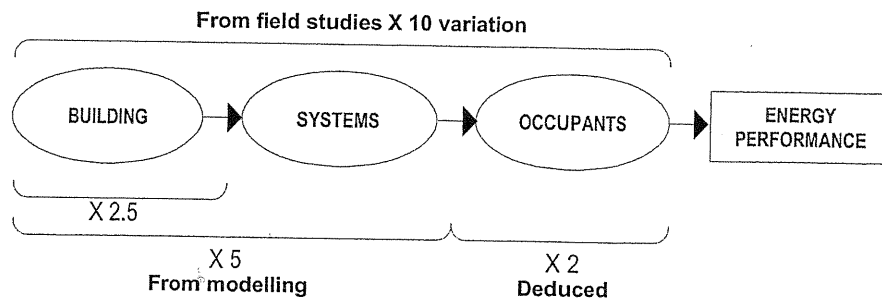 From field studies X 10 variation
BUILDING
SYSTEMS
OCCUPANTS
ENERGY
PERFORMANCE
X 2.5
X 5
From modelling
X 2
Deduced